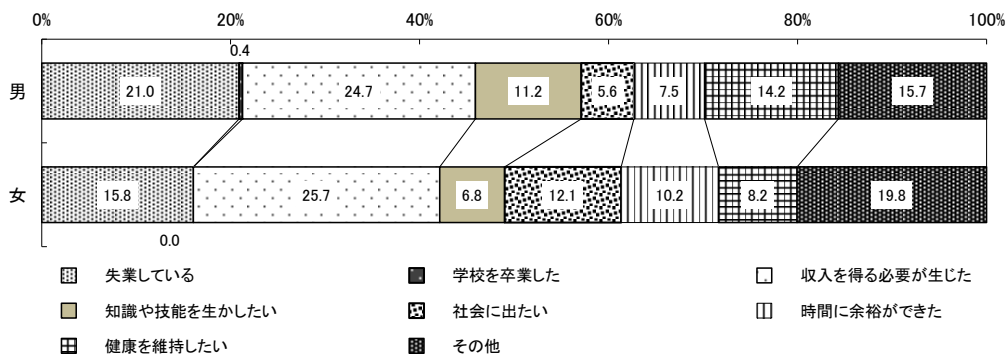 0% 20% 40% 60% 80% 100%
0.4
男 21.0 24.7 11.2 5.6 7.5 14.2 15.7
女 15.8 25.7 6.8 12.1 10.2 8.2 19.8
0.0
失業している 学校を卒業した 収入を得る必要が生じた
知識や技能を生かしたい 社会に出たい 時間に余裕ができた
健康を維持したい その他